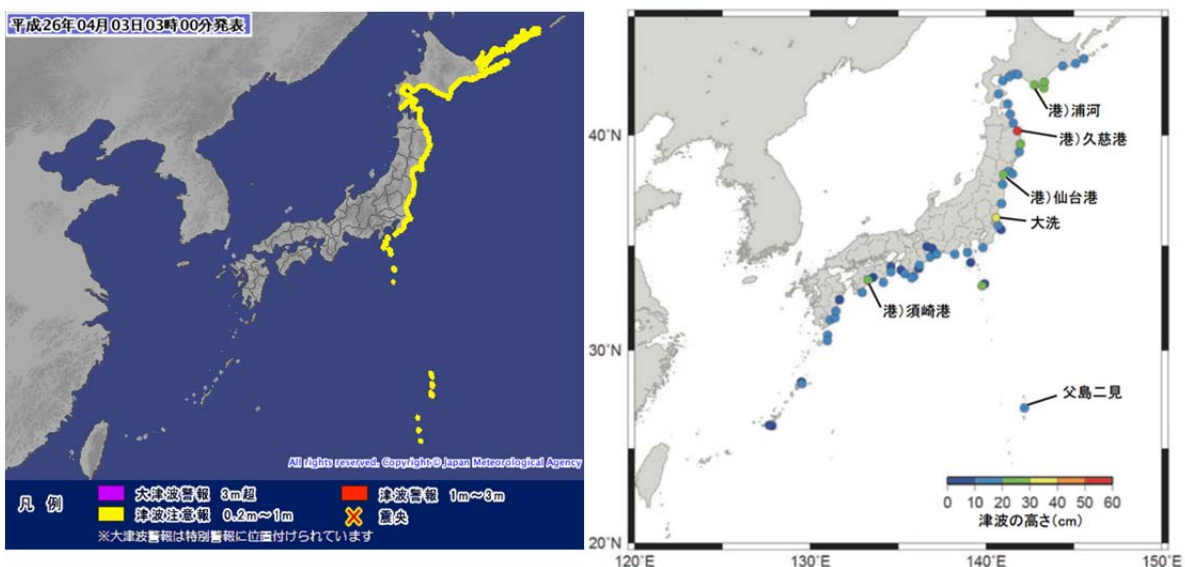 平成26年04月03日03時00分発表
All rights reserved. Copyright © Japan Meteorological Agency
凡 例
大津波警報 3m超
津波警報 1m～3m
津波注意報 0.2m～1m
震央
※大津波警報は特別警報に位置付けられています
港）浦河
40°N
港）久慈港
港）仙台港
大洗
港）須崎港
30°N
父島二見
0 10 20 30 40 50 60
津波の高さ(cm)
20°N
120°E
130°E
140°E
150°E